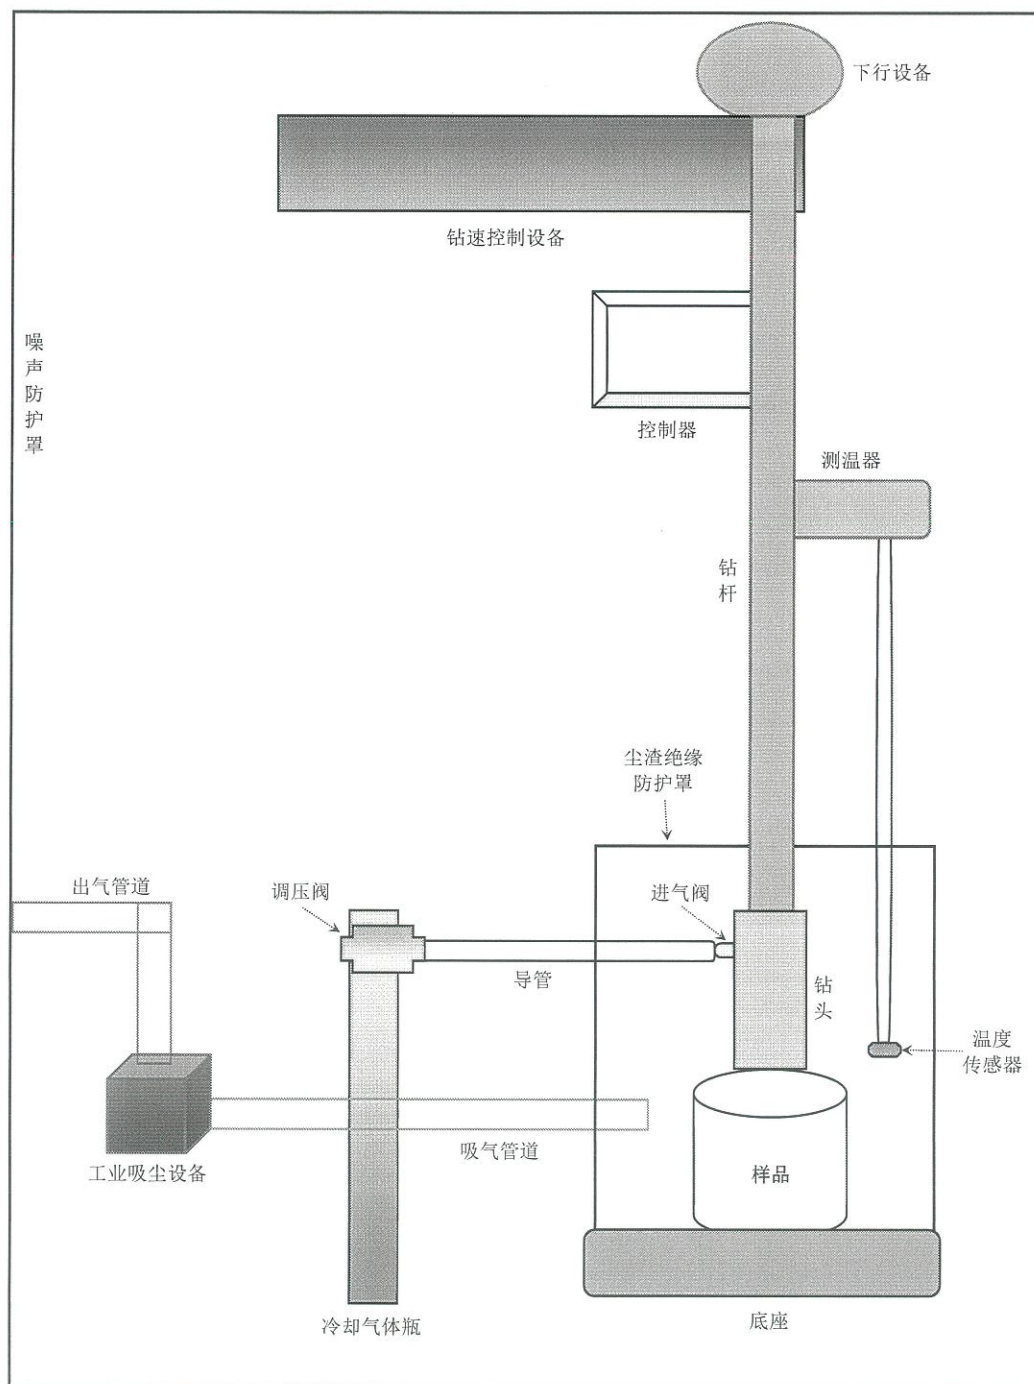 下行设备
钻速控制设备
噪声防护罩
控制器
测温器
钻杆
尘渣绝缘
防护罩
出气管道
调压阀
进气阀
导管
钻头
温度
传感器
吸气管道
工业吸尘设备
样品
冷却气体瓶
底座